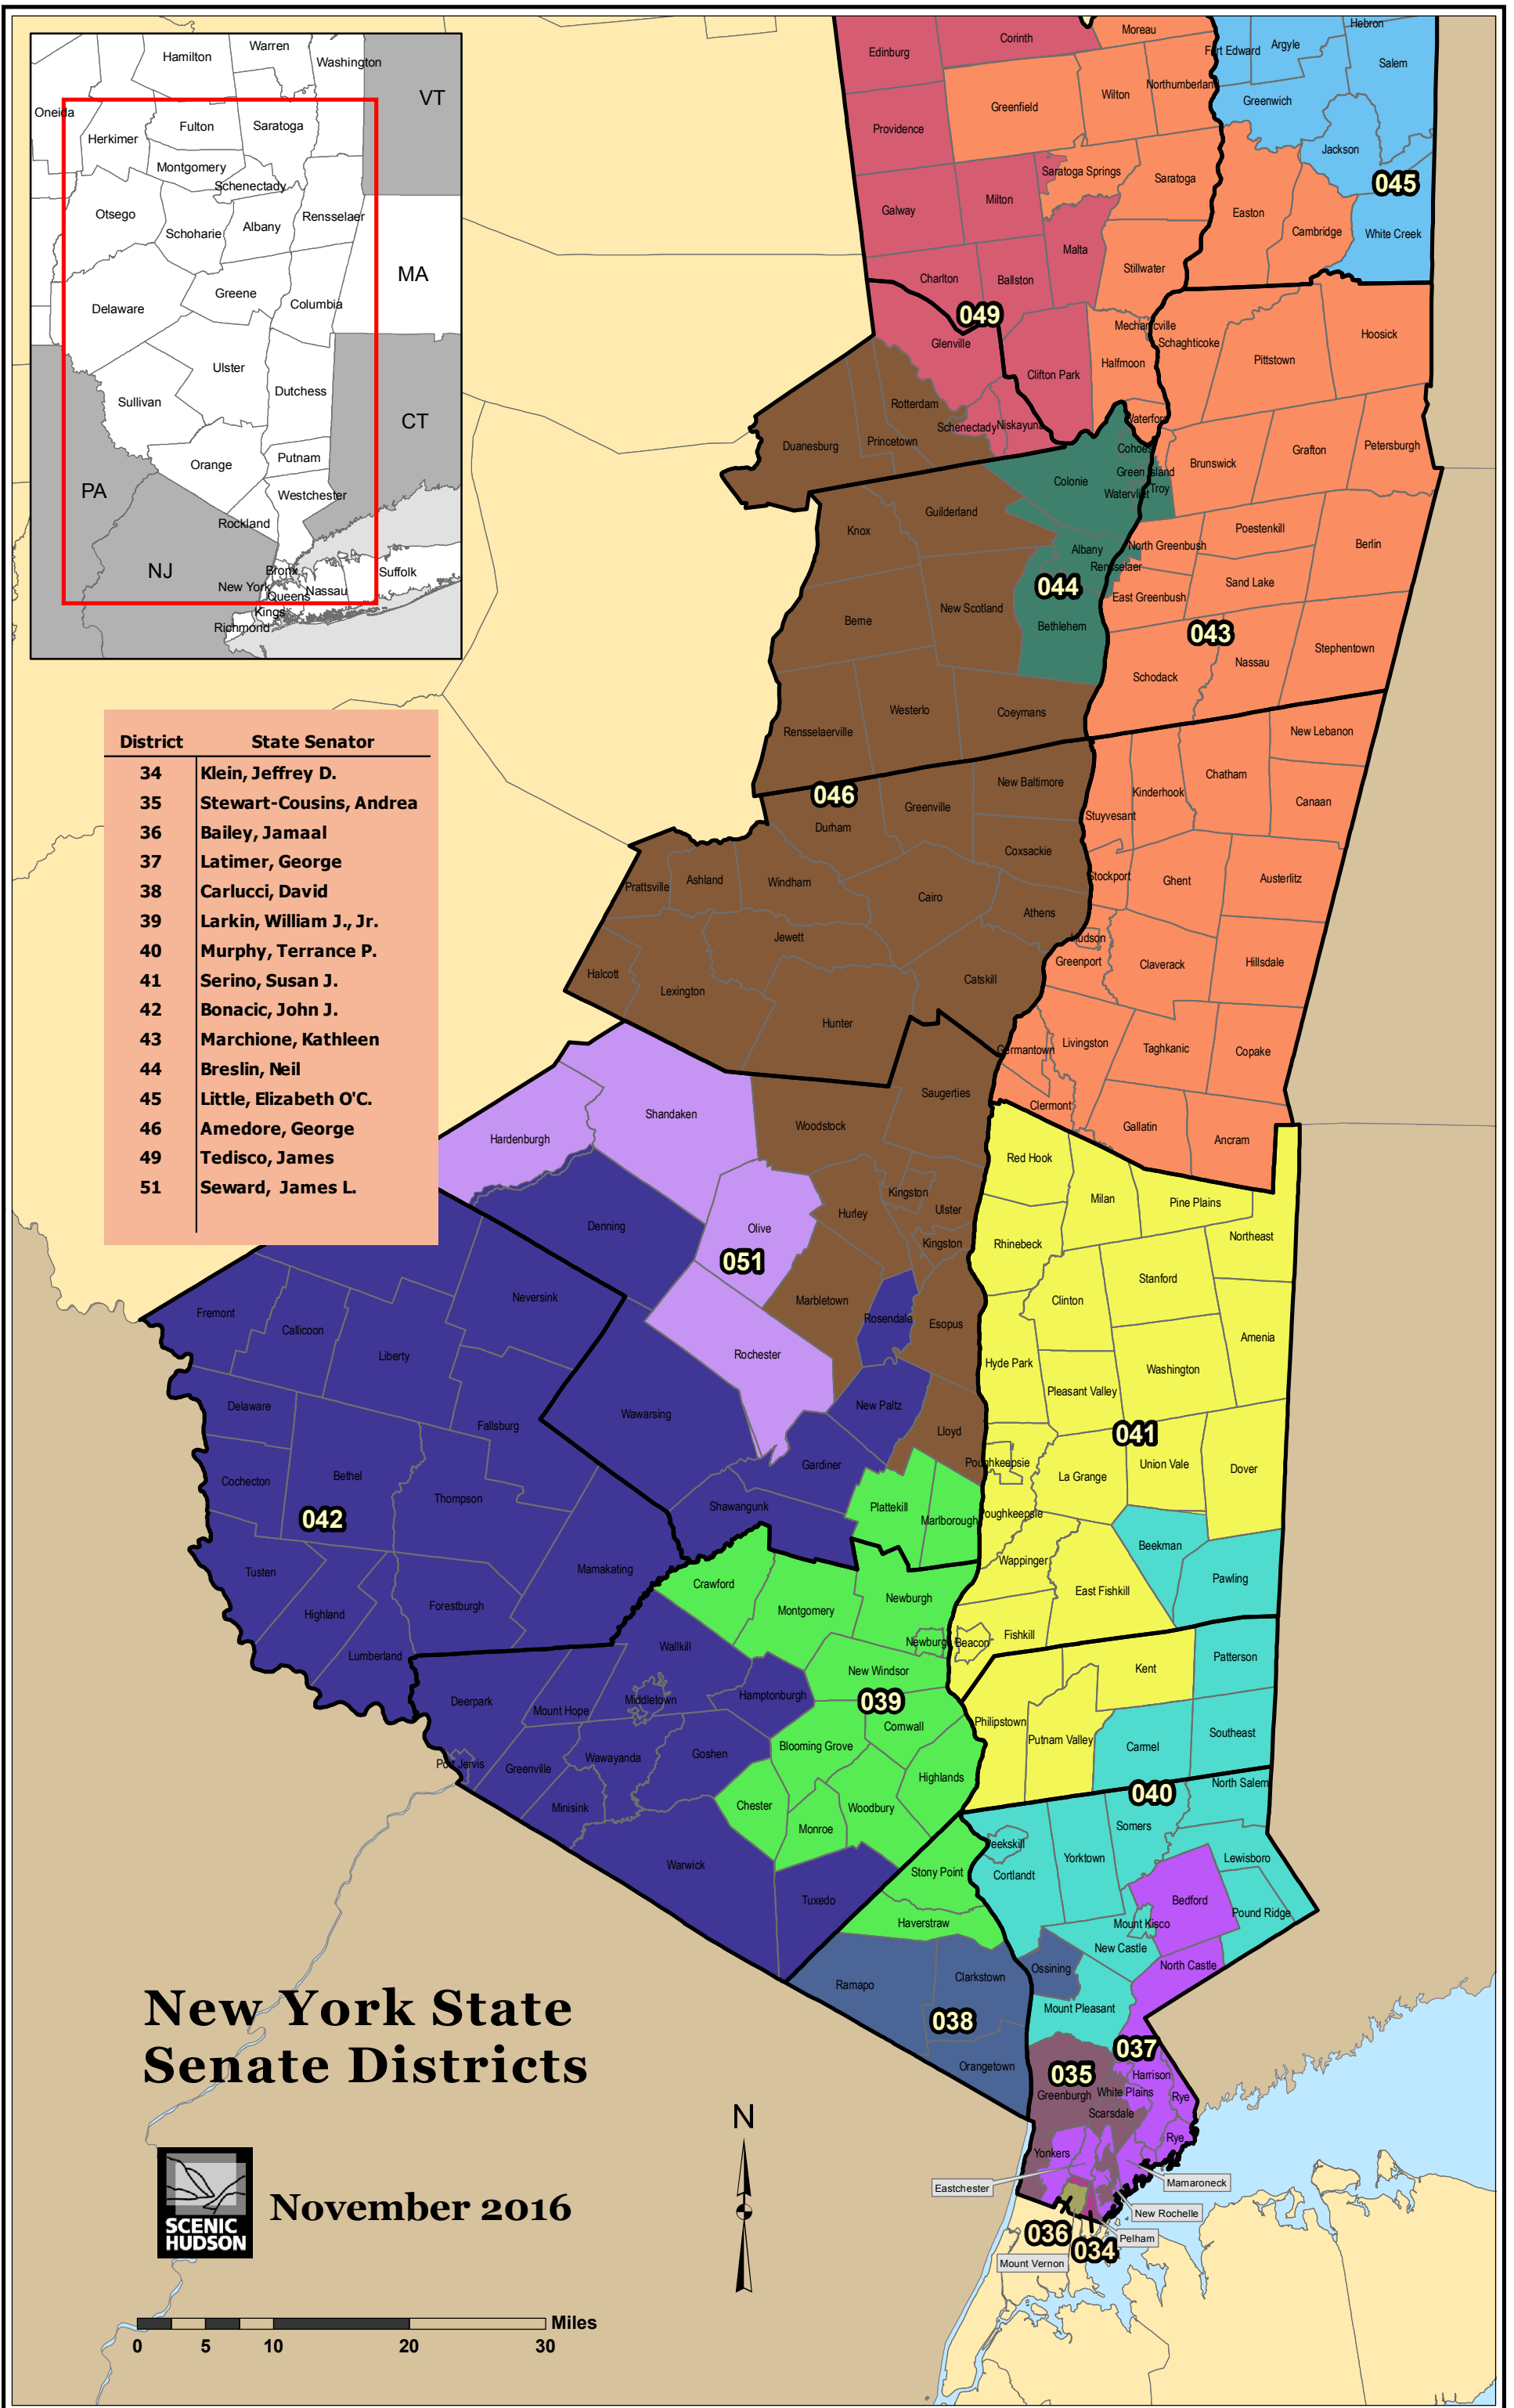 Hamilton
Warren
Washington
VT
Oneida
Herkimer
Fulton
Saratoga
Montgomery
Schenectady
Otsego
Schoharie
Albany
Rensselaer
MA
Delaware
Greene
Columbia
Ulster
Sullivan
Dutchess
CT
Orange
Putnam
PA
Westchester
Rockland
NJ
Bronx
New York
Queens
Nassau
Suffolk
Kings
Richmond
District State Senator
34 Klein, Jeffrey D.
35 Stewart-Cousins, Andrea
36 Bailey, Jamaal
37 Latimer, George
38 Carlucci, David
39 Larkin, William J., Jr.
40 Murphy, Terrance P.
41 Serino, Susan J.
42 Bonacic, John J.
43 Marchione, Kathleen
44 Breslin, Neil
45 Little, Elizabeth O'C.
46 Amedore, George
49 Tedisco, James
51 Seward, James L.
Edinburg
Corinth
Moreau
Fort Edward
Argyle
Hebron
Salem
Greenfield
Wilton
Northumberland
Greenwich
Providence
Jackson
Saratoga Springs
Saratoga
045
Galway
Milton
Easton
Cambridge
White Creek
Malta
Stillwater
Charlton
Ballston
049
Mechanicville
Glenville
Schaghticoke
Hoosick
Pittstown
Halfmoon
Clifton Park
Rotterdam
Schenectady
Niskayuna
Waterford
Duanesburg
Princetown
Cohoes
Brunswick
Grafton
Petersburgh
Colonie
Green Island
Watervliet
Troy
Knox
Guilderland
Poestenkill
Albany
North Greenbush
Berlin
Rensselaer
044
Sand Lake
East Greenbush
Berne
New Scotland
Bethlehem
043
Stephentown
Schodack
Nassau
Rensselaerville
Westerlo
Coeymans
New Lebanon
New Baltimore
Chatham
Kinderhook
Canaan
046
Greenville
Durham
Stuyvesant
Coxsackie
Stockport
Ghent
Austerlitz
Prattsville
Ashland
Windham
Cairo
Athens
Hudson
Jewett
Greenport
Claverack
Hillsdale
Halcott
Lexington
Catskill
Hunter
Germantown
Livingston
Taghkanic
Copake
Saugerties
Clermont
Gallatin
Ancram
Shandaken
Woodstock
Hardenburgh
Red Hook
Milan
Pine Plains
Kingston
Ulster
Hurley
Denning
Olive
Northeast
Kingston
Rhinebeck
051
Stanford
Marbletown
Clinton
Rosendale
Esopus
Amenia
Neversink
Fremont
Callicoon
Liberty
Rochester
Hyde Park
Washington
Pleasant Valley
Delaware
Wawarsing
New Paltz
Fallsburg
Lloyd
041
Poughkeepsie
La Grange
Union Vale
Dover
Gardiner
Cochecton
Bethel
Thompson
Shawangunk
Plattekill
Marlborough
Poughkeepsie
042
Beekman
Wappinger
Pawling
Tusten
Mamakating
East Fishkill
Crawford
Newburgh
Montgomery
Highland
Forestburgh
Newburgh
Beacon
Fishkill
Lumberland
Wallkill
New Windsor
Kent
Patterson
Deerpark
Mount Hope
Middletown
Hamptonburgh
039
Cornwall
Philipstown
Putnam Valley
Southeast
Carmel
Blooming Grove
Port Jervis
Greenville
Wawayanda
Goshen
Highlands
North Salem
040
Minisink
Chester
Woodbury
Monroe
Somers
Peekskill
Yorktown
Lewisboro
Warwick
Stony Point
Cortlandt
Tuxedo
Bedford
Pound Ridge
Haverstraw
Mount Kisco
New Castle
North Castle
Ossining
Ramapo
Clarkstown
Mount Pleasant
038
037
Orangetown
035
Harrison
Greenburgh
White Plains
Rye
Scarsdale
Rye
Yonkers
Eastchester
Mamaroneck
New Rochelle
036
034
Pelham
Mount Vernon
New York State
Senate Districts
SCENIC
HUDSON
November 2016
N
Miles
0 5 10 20 30